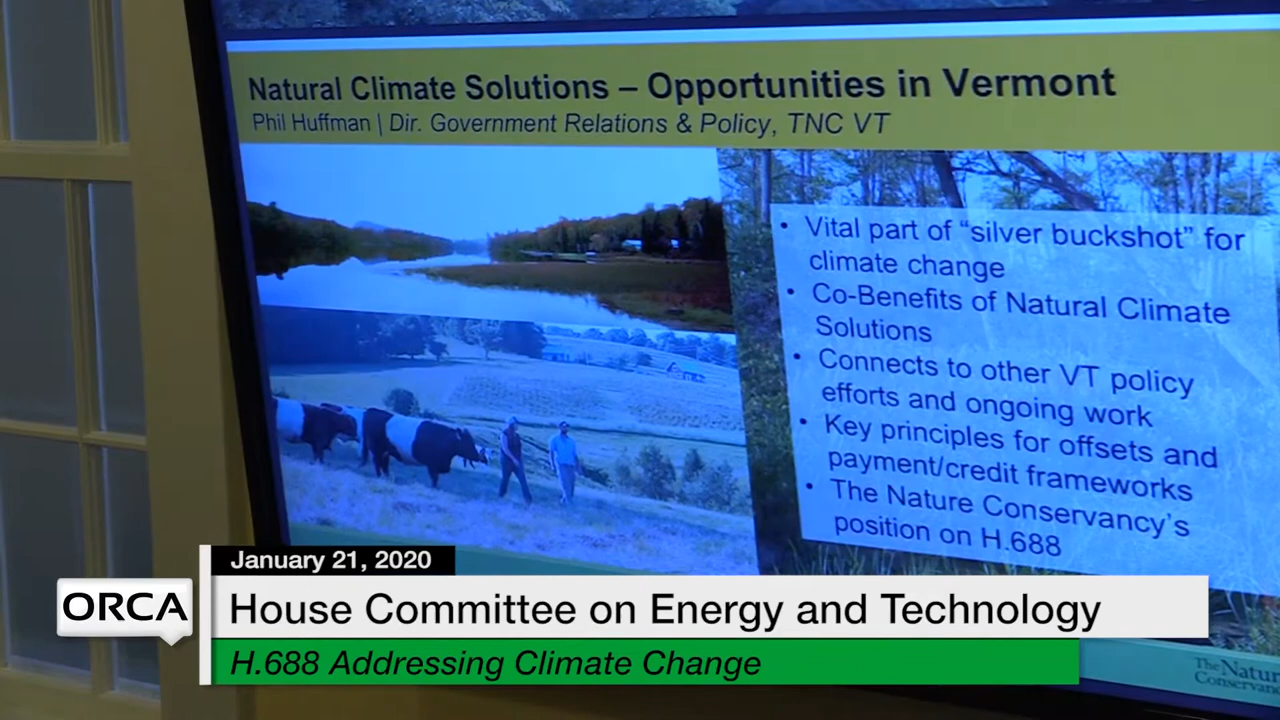 Natural Climate Solutions – Opportunities in Vermont
Phil Huffman | Dir. Government Relations & Policy, TNC VT
• Vital part of “silver buckshot” for
climate change
• Co-Benefits of Natural Climate
Solutions
• Connects to other VT policy
efforts and ongoing work
• Key principles for offsets and
payment/credit frameworks
• The Nature Conservancy’s
position on H.688
January 21, 2020
ORCA
House Committee on Energy and Technology
H.688 Addressing Climate Change
The Natur
Conservan